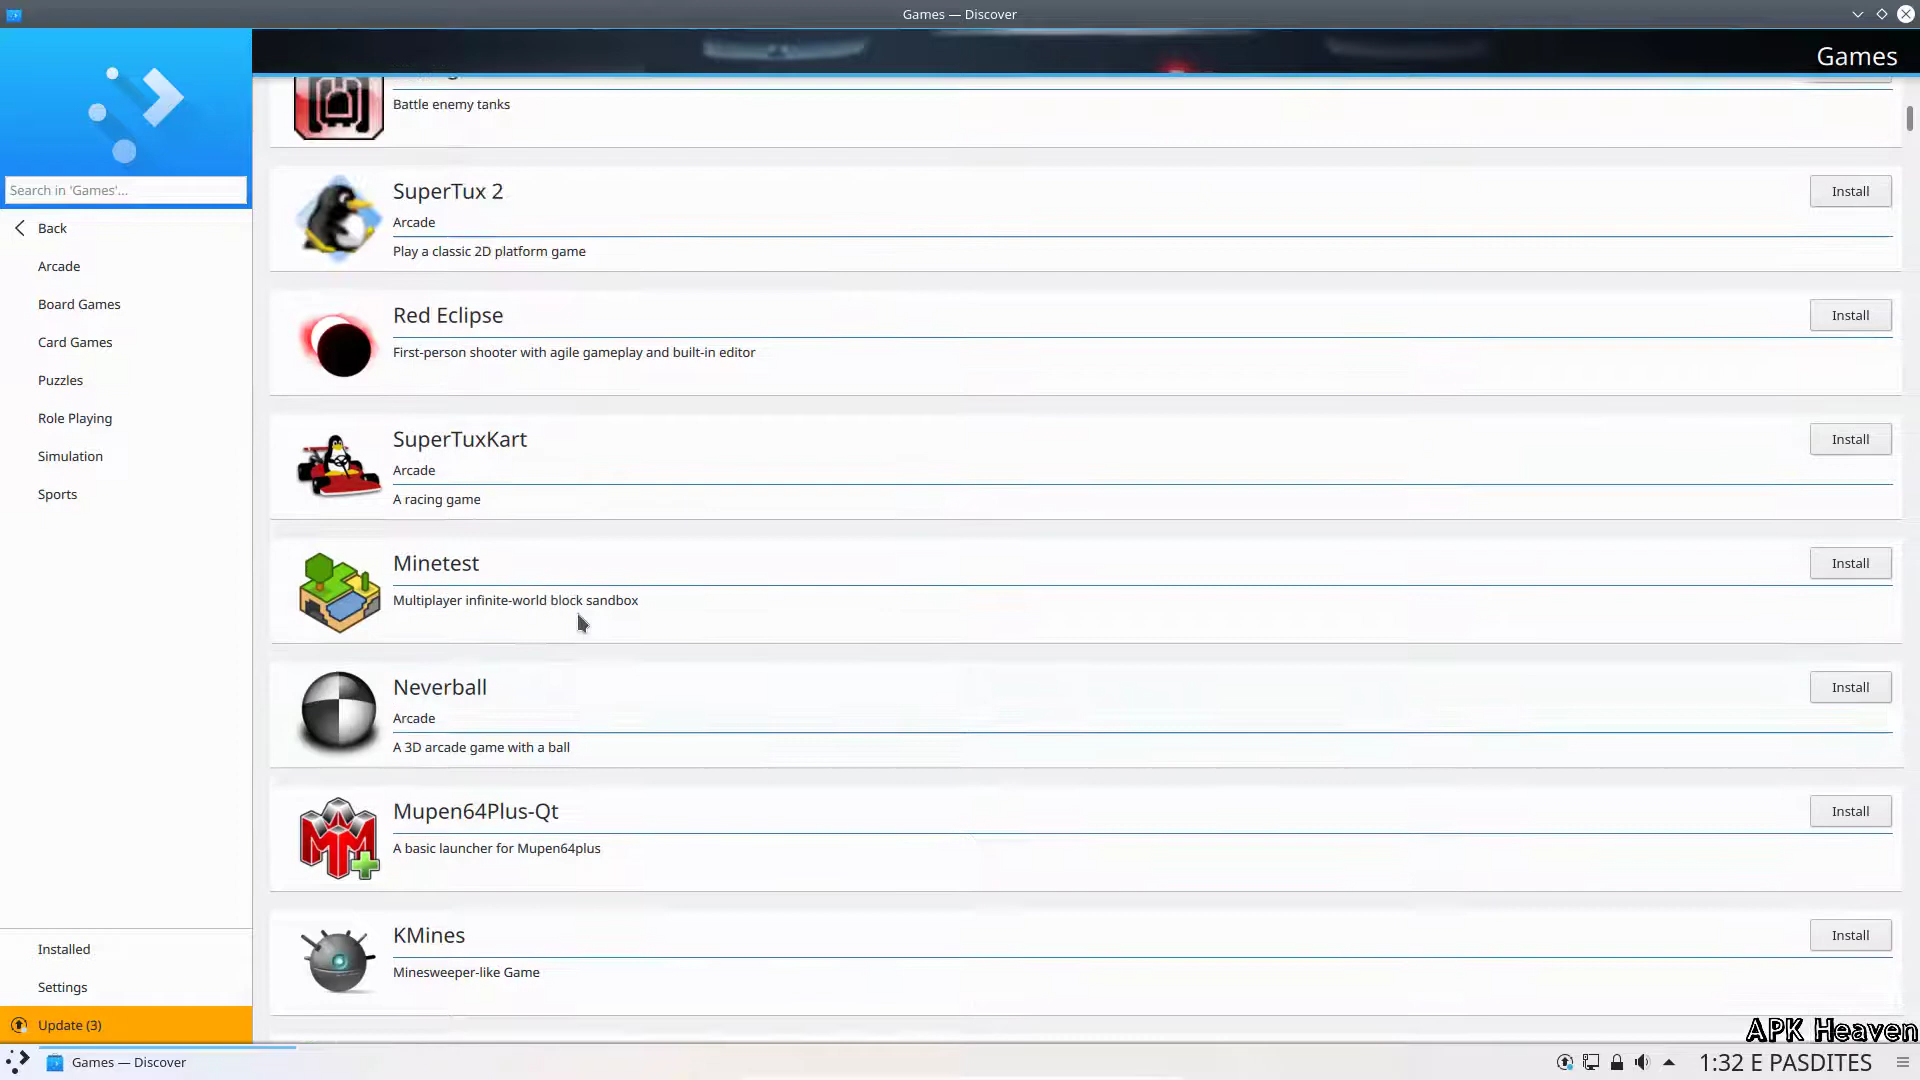 Games — Discover
Games
Search in 'Games'...
Back
Arcade
Board Games
Card Games
Puzzles
Role Playing
Simulation
Sports
Installed
Settings
Update (3)
Battle enemy tanks
SuperTux 2
Install
Arcade
Play a classic 2D platform game
Red Eclipse
Install
First-person shooter with agile gameplay and built-in editor
SuperTuxKart
Install
Arcade
A racing game
Minetest
Install
Multiplayer infinite-world block sandbox
Neverball
Install
Arcade
A 3D arcade game with a ball
Mupen64Plus-Qt
Install
A basic launcher for Mupen64plus
KMines
Install
Minesweeper-like Game
APK Heaven
Games — Discover
1:32 E PASDITES